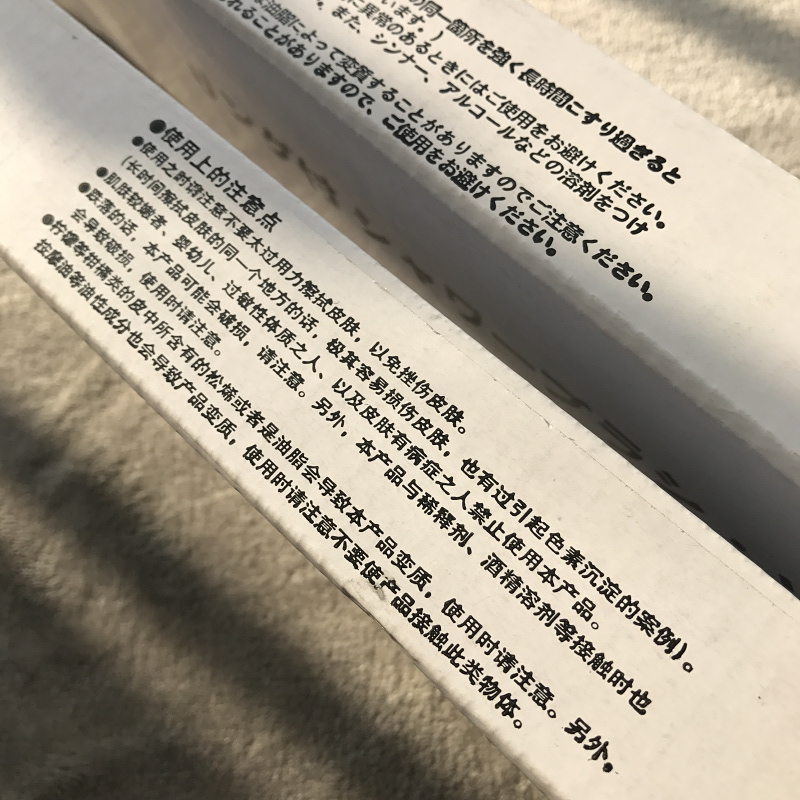 の同一箇所を強く長時間こすり過ぎると
います）
に異常のあるときにはご使用をお避けください。
。また、シンナー、アルコールなどの溶剤をつけ
油脂によって変質することがありますのでご注意ください。
れることがありますので、ご使用をお避けください。
●使用上的注意点
●使用之时请注意不要太过用力擦拭皮肤，以免挫伤皮肤。
(长时间擦拭皮肤的同一个地方的话，极其容易损伤皮肤，也有过引起色素沉淀的案例)。
●肌肤较敏者、婴幼儿、过敏性体质之人、以及皮肤有病症之人禁止使用本产品。
●跌落的话，本产品可能会破损，请注意。另外，本产品与稀释剂、酒精溶剂等接触时也
会导致破损，使用时请注意。
●柠檬等柑橘类的皮中所含有的松烯或者是油脂会导致本产品变质，使用时请注意。另外，
按摩油等油性成分也会导致产品变质，使用时请注意不要使产品接触此类物体。